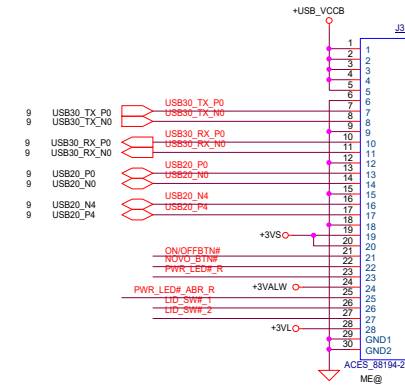 +USB_VCCB
J3
1 1
2 2
3 3
4 4
5 5
6 6
USB30_TX_P0
9 USB30_TX_P0 7 7
USB30_TX_N0
9 USB30_TX_N0 8 8
9 9
USB30_RX_P0
9 USB30_RX_P0 10 10
USB30_RX_N0
9 USB30_RX_N0 11 11
12 12
USB20_P0
9 USB20_P0 13 13
USB20_N0
9 USB20_N0 14 14
15 15
USB20_N4
9 USB20_N4 16 16
USB20_P4
9 USB20_P4 17 17
18 18
+3VS 19 19
20 20
ON/OFFBTN# 21 21
NOVO_BTN# 22 22
PWR_LED#_R 23 23
+3VALW 24 24
PWR_LED#_ABR_R 25 25
LID_SW#_1 26 26
LID_SW#_2 27 27
+3VL 28 28
29 GND1
30 GND2
ACES_88194-2
ME@